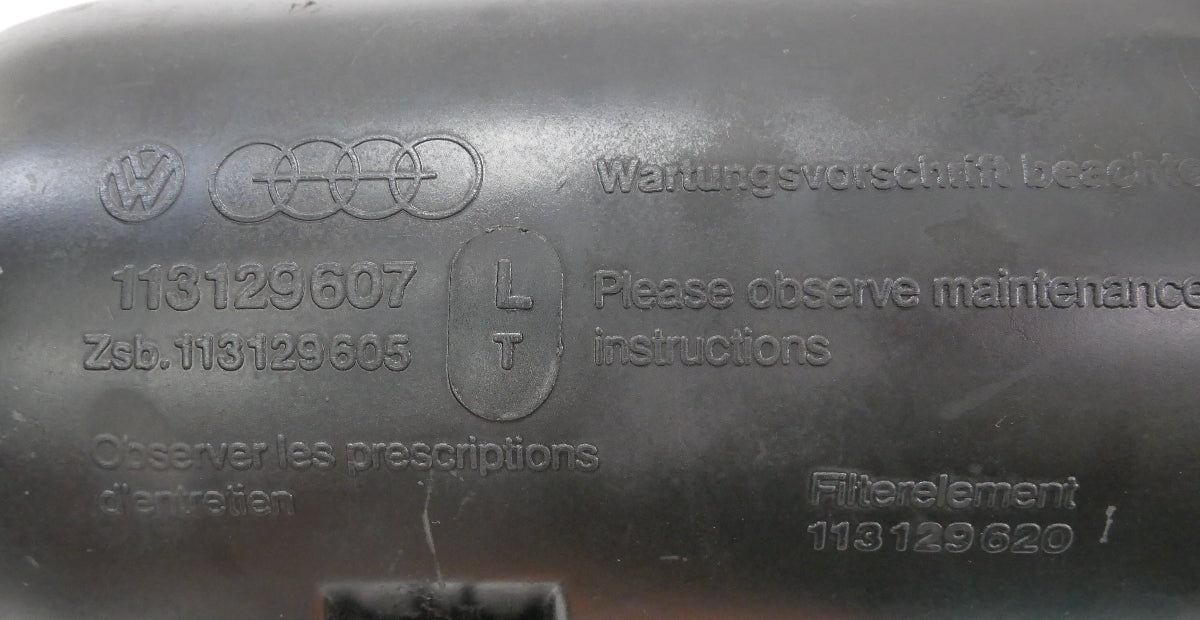 Wartungsvorschrift beachte
113129607
L
T
Zsb.113129605
Please observe maintenance
instructions
Observer les prescriptions
d'entretien
Filterelement
113129620